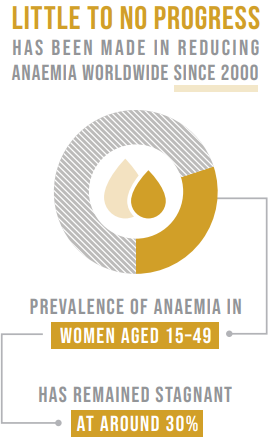 LITTLE TO NO PROGRESS
HAS BEEN MADE IN REDUCING
ANAEMIA WORLDWIDE SINCE 2000
PREVALENCE OF ANAEMIA IN
WOMEN AGED 15–49
HAS REMAINED STAGNANT
AT AROUND 30%